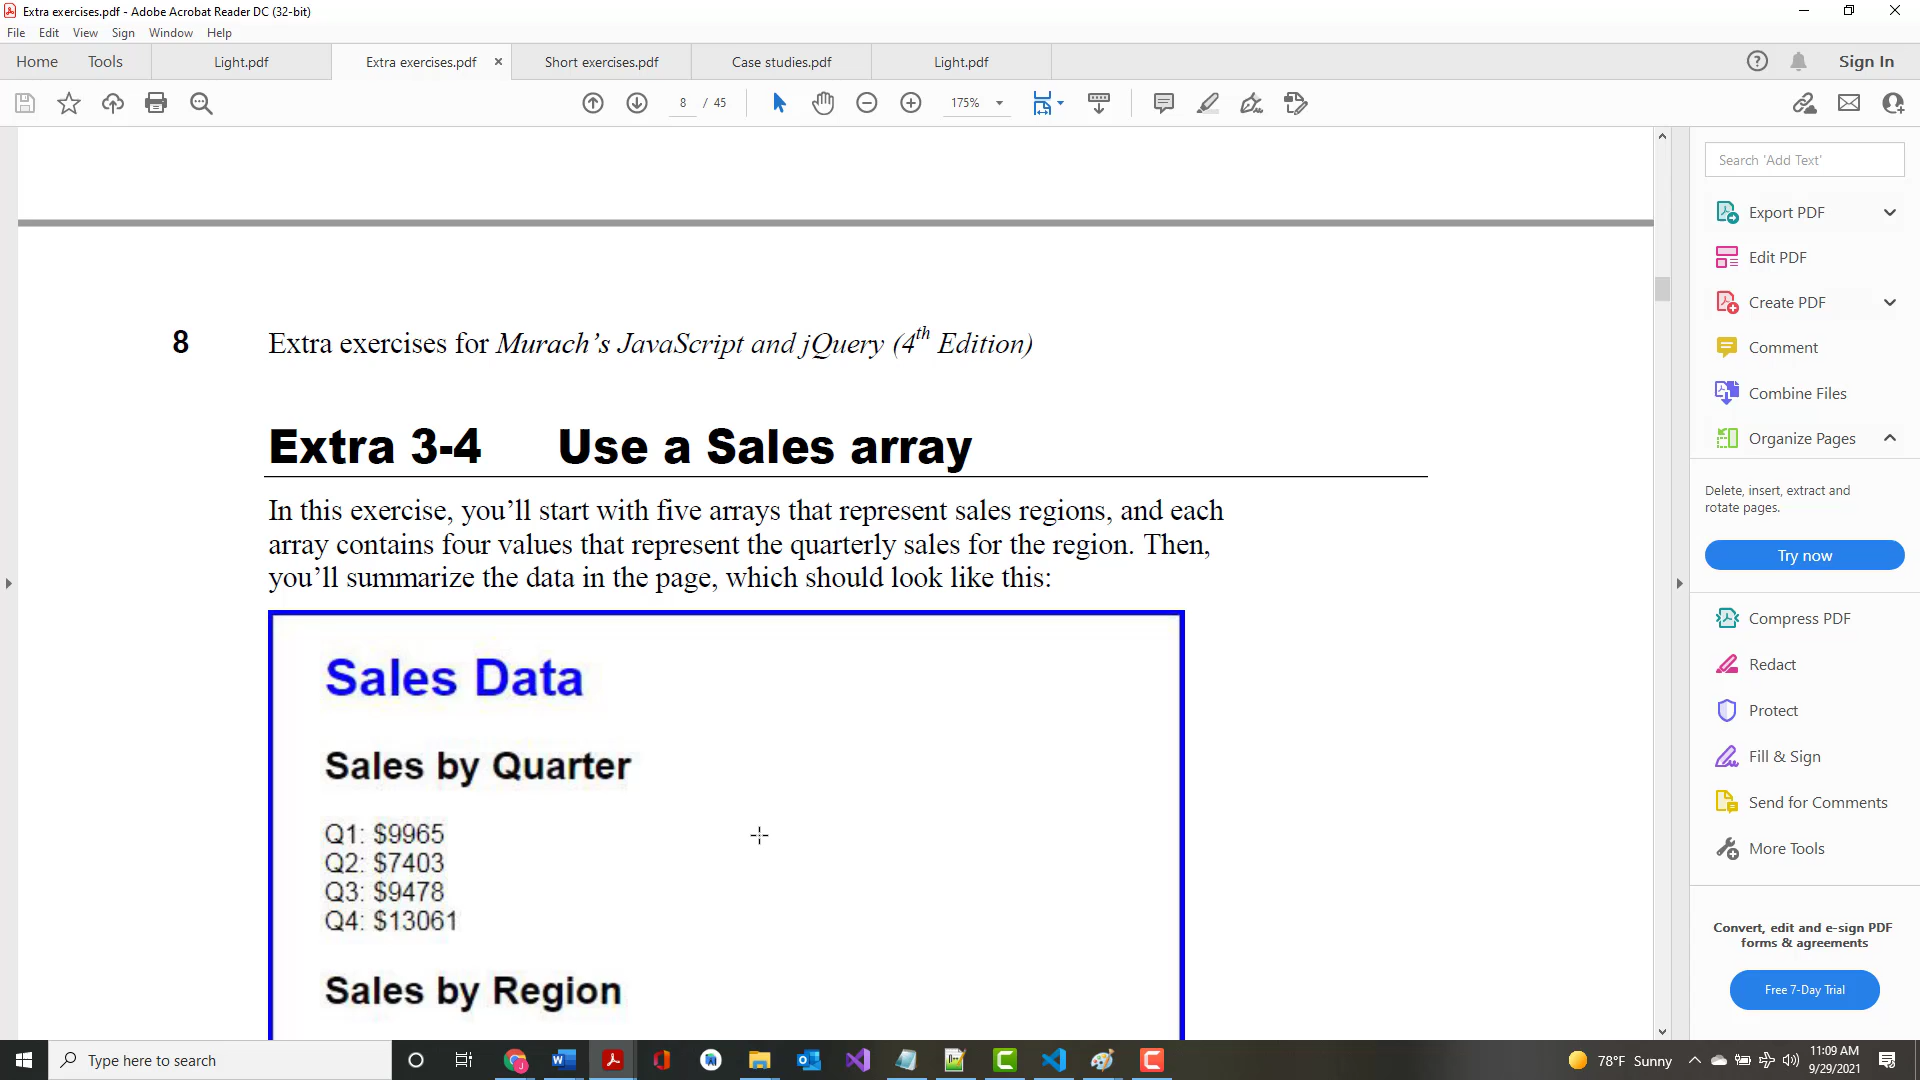 Extra exercises.pdf - Adobe Acrobat Reader DC (32-bit)
File Edit View Sign Window Help
Home Tools Light.pdf Extra exercises.pdf × Short exercises.pdf Case studies.pdf Light.pdf Sign In
8 / 45 175%
Search 'Add Text'
Export PDF
Edit PDF
Create PDF
Comment
Combine Files
Organize Pages
Delete, insert, extract and
rotate pages.
Try now
Compress PDF
Redact
Protect
Fill & Sign
Send for Comments
More Tools
Convert, edit and e-sign PDF
forms & agreements
Free 7-Day Trial
8 Extra exercises for Murach’s JavaScript and jQuery (4th Edition)
Extra 3-4 Use a Sales array
In this exercise, you’ll start with five arrays that represent sales regions, and each
array contains four values that represent the quarterly sales for the region. Then,
you’ll summarize the data in the page, which should look like this:
Sales Data
Sales by Quarter
Q1: $9965
Q2: $7403
Q3: $9478
Q4: $13061
Sales by Region
Type here to search
78°F Sunny
11:09 AM
9/29/2021